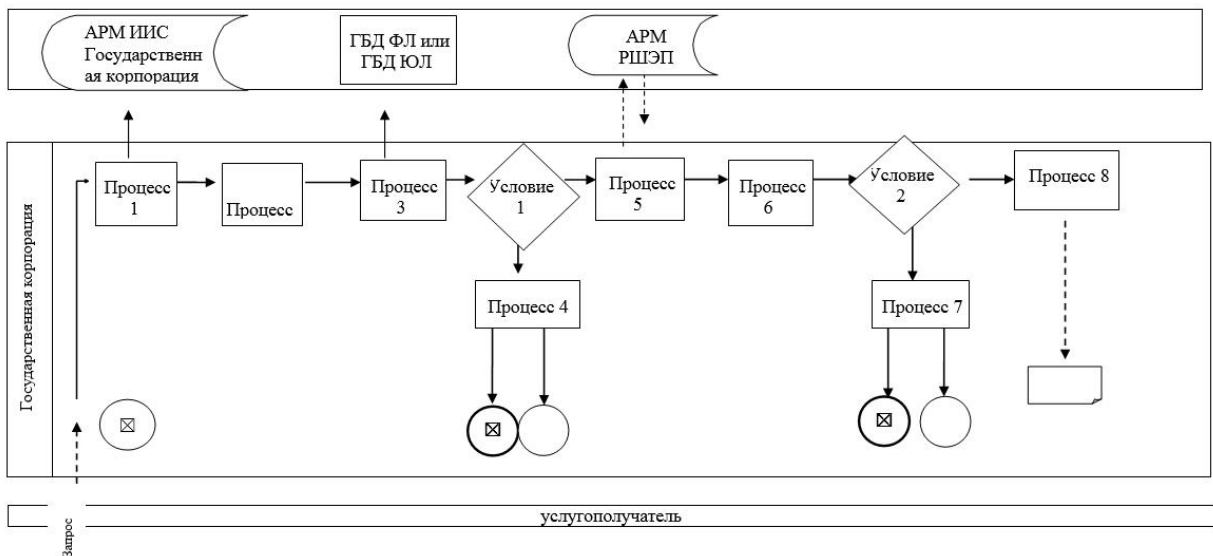 АРМ ИИС
Государственн
ая корпорация
ГБД ФЛ или
ГБД ЮЛ
АРМ
РШЭП
Государственная корпорация
Процесс
1
Процесс
Процесс
3
Условие
1
Процесс
5
Процесс
6
Условие
2
Процесс 8
Процесс 4
Процесс 7
услугополучатель
Запрос